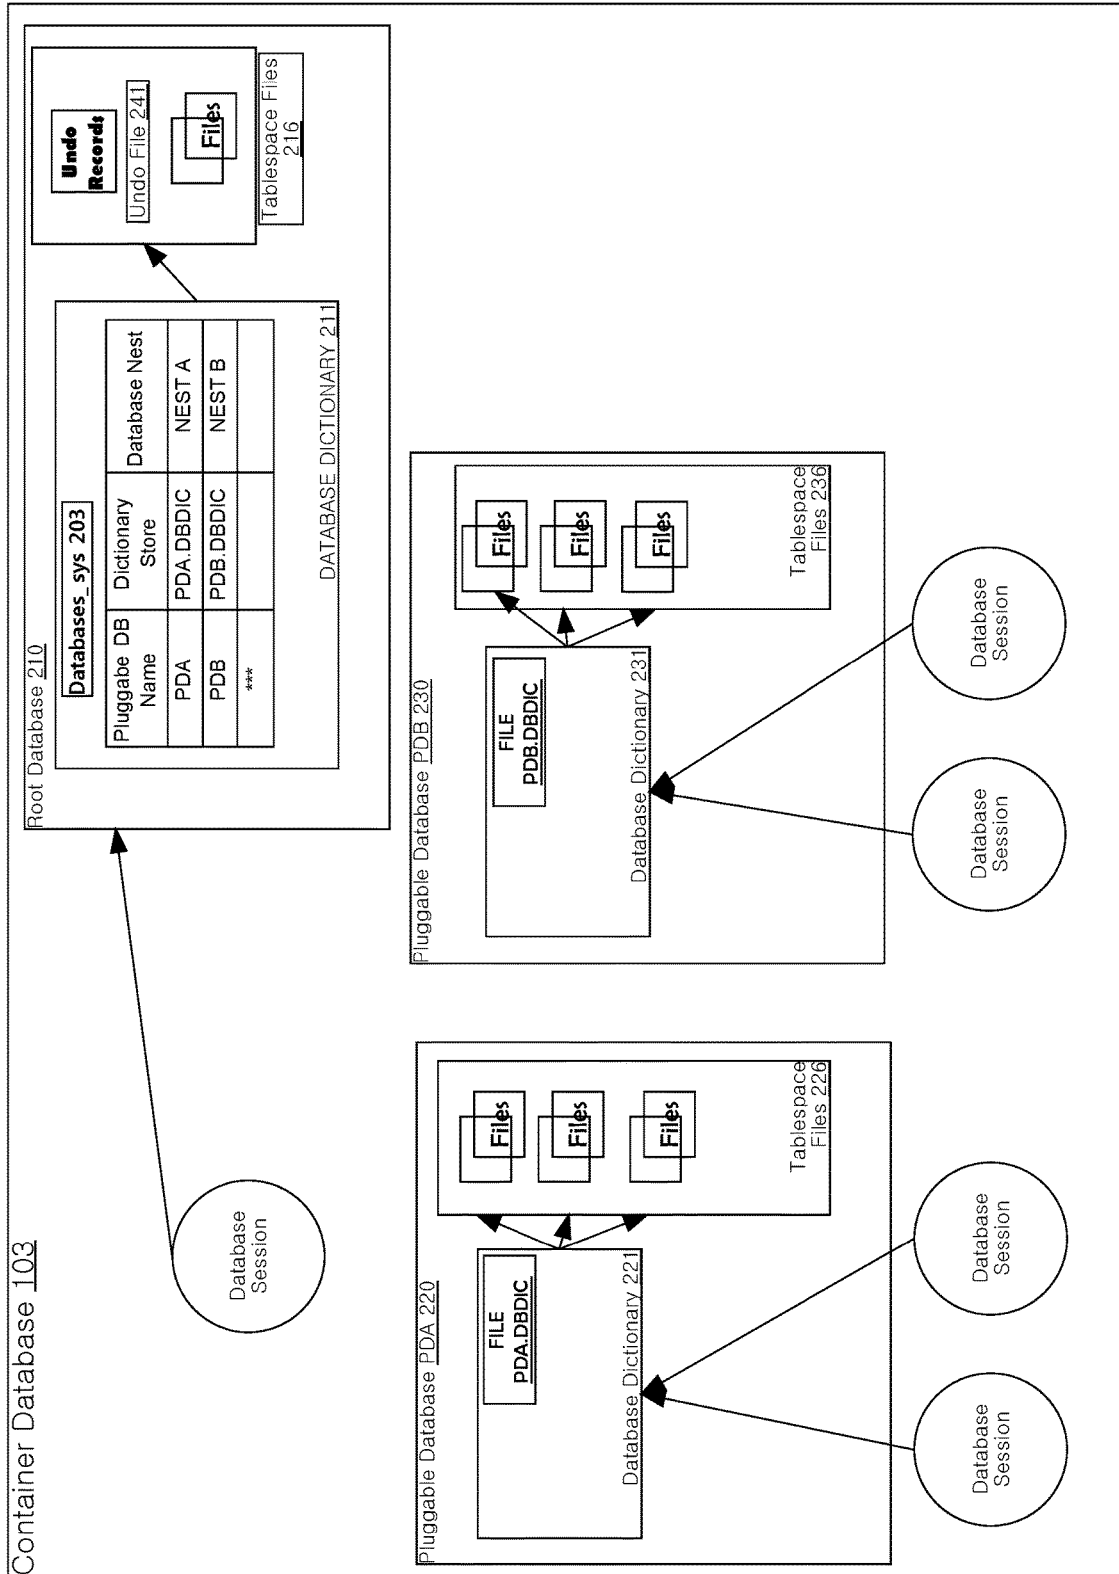 Container Database 103
Root Database 210
Databases_sys 203
Pluggabe DB Name
Dictionary Store
Database Nest
PDA
PDA.DBDIC
NEST A
PDB
PDB.DBDIC
NEST B
***
DATABASE DICTIONARY 211
Undo
Records
Undo File 241
Files
Tablespace Files
216
Database
Session
Pluggable Database PDA 220
FILE
PDA.DBDIC
Database Dictionary 221
Files
Files
Files
Tablespace
Files 226
Database
Session
Database
Session
Pluggable Database PDB 230
FILE
PDB.DBDIC
Database Dictionary 231
Files
Files
Files
Tablespace
Files 236
Database
Session
Database
Session